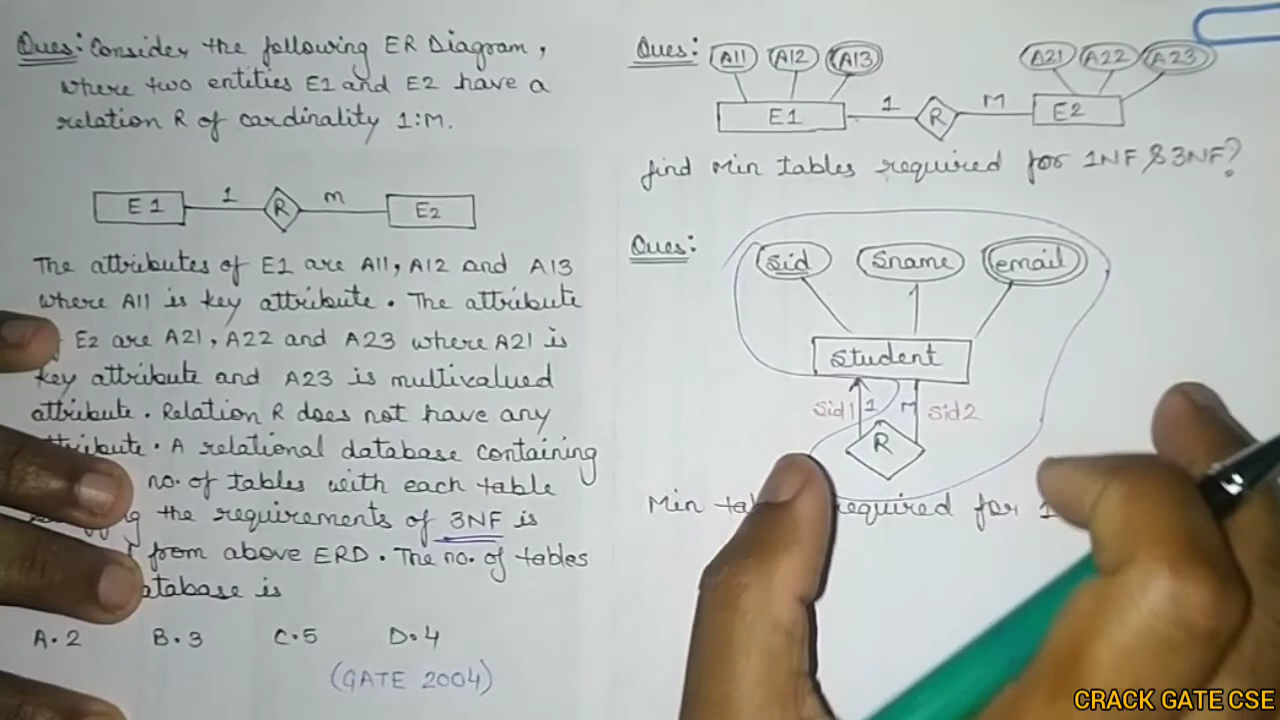 Ques: Consider the following ER Diagram,
where two entities E1 and E2 have a
relation R of cardinality 1:M.
E1 1 R m E2
The attributes of E1 are A11, A12 and A13
where A11 is key attribute. The attribute
E2 are A21, A22 and A23 where A21 is
key attribute and A23 is multivalued
attribute. Relation R does not have any
A relational database containing
no. of tables with each table
the requirements of 3NF is
from above ERD. The no. of tables
is
A. 2 B. 3 C. 5 D. 4
(GATE 2004)
Ques: A11 A12 A13 A21 A22 A23
E1 1 R M E2
find Min tables required for 1NF & 3NF?
Ques: Sid Sname email
Student
Sid1 1 M Sid2
R
Min required for
CRACK GATE CSE